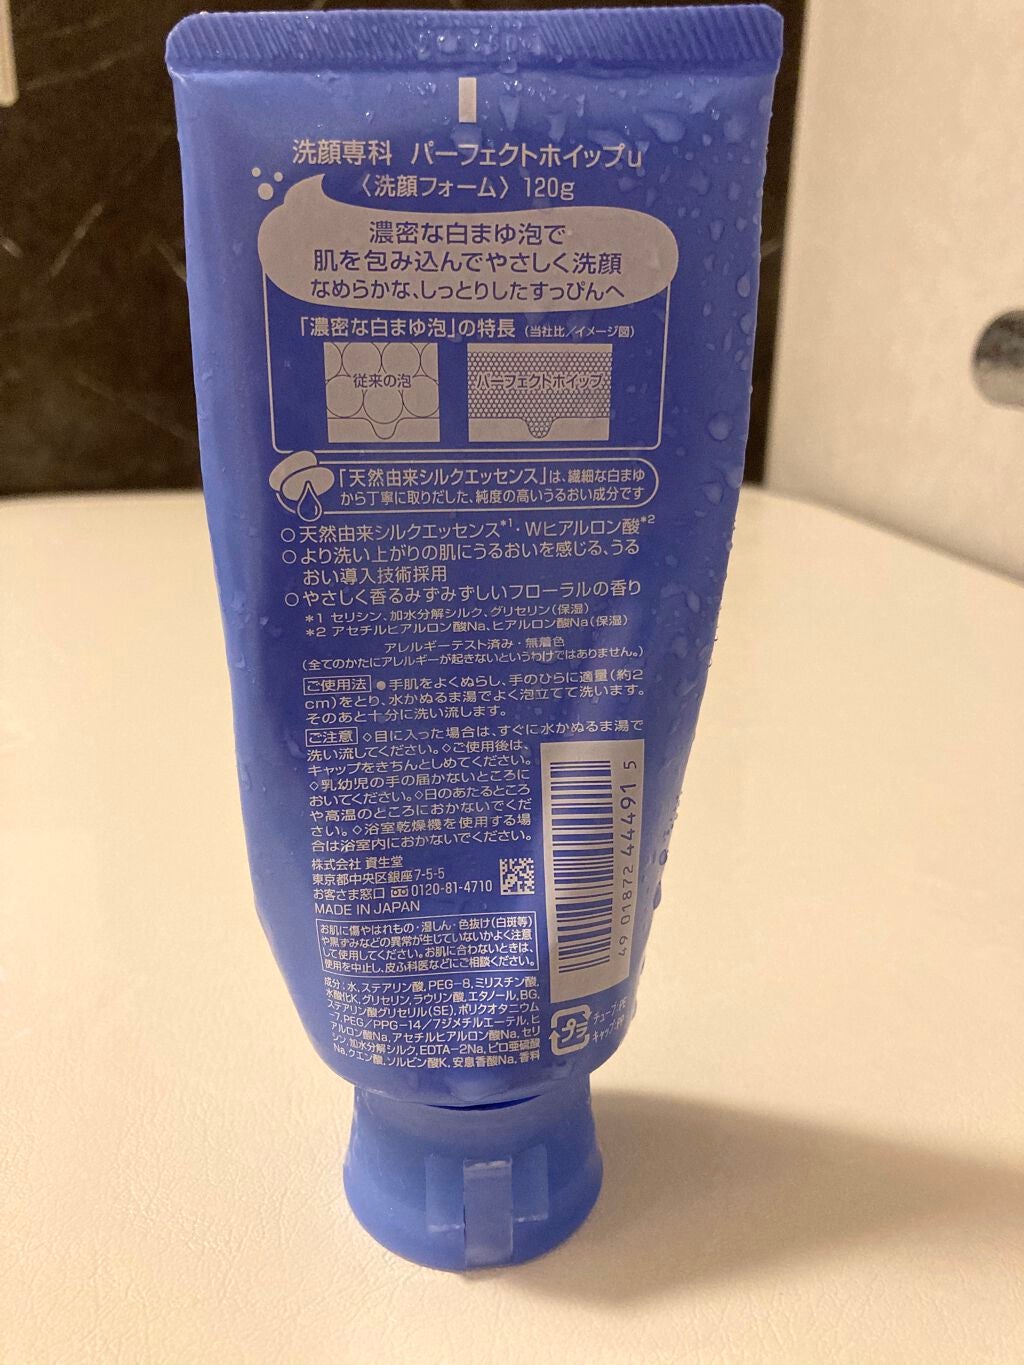 洗顔専科 パーフェクトホイップu
〈洗顔フォーム〉 120g
濃密な白まゆ泡で
肌を包み込んでやさしく洗顔
なめらかな、しっとりしたすっぴんへ
「濃密な白まゆ泡」の特長 (当社比/イメージ図)
従来の泡
パーフェクトホイップ
「天然由来シルクエッセンス」は、繊細な白まゆ
から丁寧に取りだした、純度の高いうるおい成分です
○天然由来シルクエッセンス*1・Wヒアルロン酸*2
○より洗い上がりの肌にうるおいを感じる、うる
おい導入技術採用
○やさしく香るみずみずしいフローラルの香り
*1 セリシン、加水分解シルク、グリセリン(保湿)
*2 アセチルヒアルロン酸Na、ヒアルロン酸Na(保湿)
アレルギーテスト済み・無着色
(全てのかたにアレルギーが起きないというわけではありません。)
ご使用法 ●手肌をよくぬらし、手のひらに適量(約2
cm)をとり、水かぬるま湯でよく泡立てて洗います。
そのあと十分に洗い流します。
ご注意 ◇目に入った場合は、すぐに水かぬるま湯で
洗い流してください。◇ご使用後は、
キャップをきちんとしめてください。
◇乳幼児の手の届かないところに
おいてください。◇日のあたるところ
や高温のところにおかないでくだ
さい。◇浴室乾燥機を使用する場
合は浴室内におかないでください。
株式会社 資生堂
東京都中央区銀座7-5-5
お客さま窓口 0120-81-4710
MADE IN JAPAN
お肌に傷やはれもの・湿しん・色抜け(白斑等)
や黒ずみなどの異常が生じていないかよく注意
して使用してください。お肌に合わないときは、
使用を中止し、皮ふ科医などにご相談ください。
成分:水、ステアリン酸、PEG-8、ミリスチン酸、
水酸化K、グリセリン、ラウリン酸、エタノール、BG、
ステアリン酸グリセリル(SE)、ポリクオタニウム
-7、PEG/PPG-14/7ジメチルエーテル、ヒ
アルロン酸Na、アセチルヒアルロン酸Na、セリ
シン、加水分解シルク、EDTA-2Na、ピロ亜硫酸
Na、クエン酸、ソルビン酸K、安息香酸Na、香料
4 901872 444915
プラ
チューブ:PE
キャップ:PP